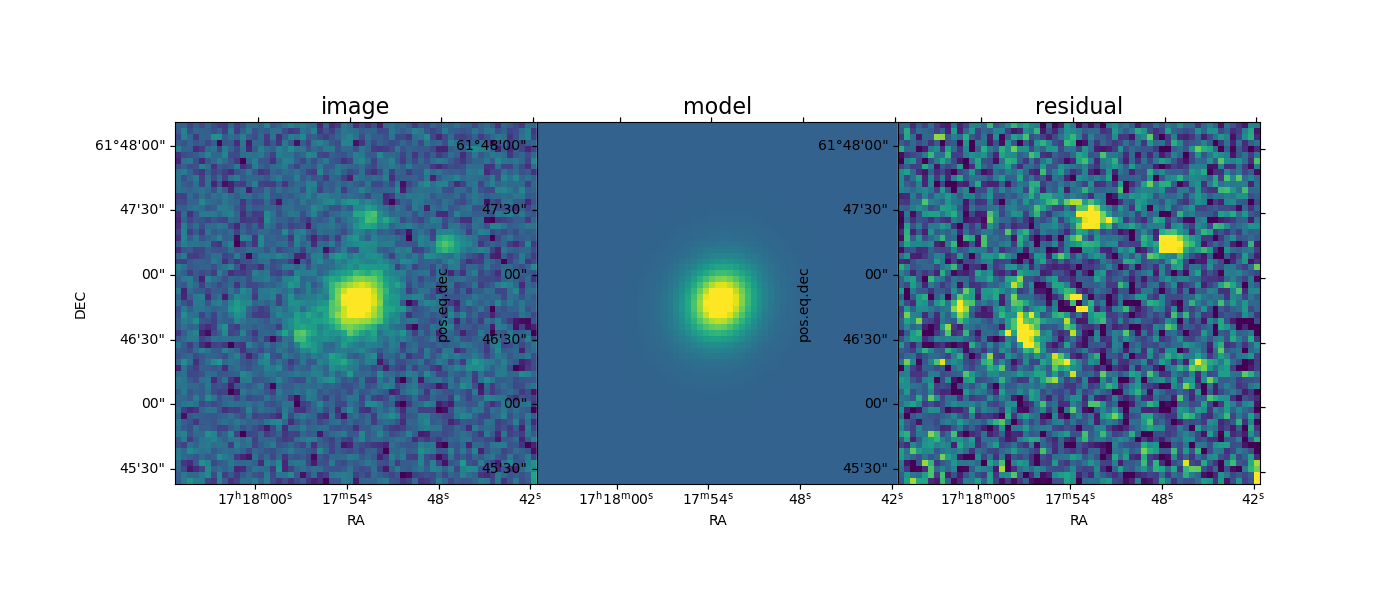 image model residual
61°48'00" 61°48'00" 61°48'00"
47'30" 47'30" 47'30"
00" 00" 00"
DEC pos.eq.dec pos.eq.dec
46'30" 46'30" 46'30"
00" 00" 00"
45'30" 45'30" 45'30"
17ʰ18ᵐ00ˢ 17ᵐ54ˢ 48ˢ 42ˢ 17ʰ18ᵐ00ˢ 17ᵐ54ˢ 48ˢ 42ˢ 17ʰ18ᵐ00ˢ 17ᵐ54ˢ 48ˢ 42ˢ
RA RA RA